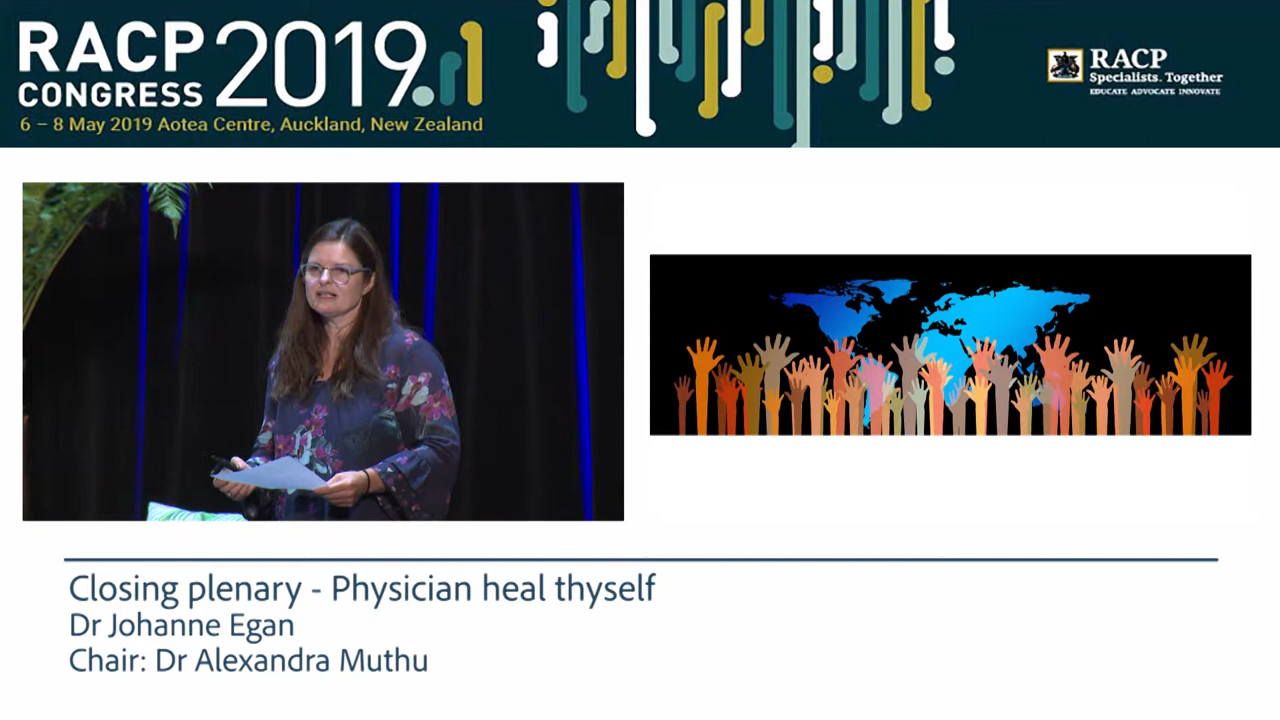 RACP
CONGRESS
2019
6 – 8 May 2019 Aotea Centre, Auckland, New Zealand
RACP
Specialists. Together
EDUCATE ADVOCATE INNOVATE
Closing plenary - Physician heal thyself
Dr Johanne Egan
Chair: Dr Alexandra Muthu